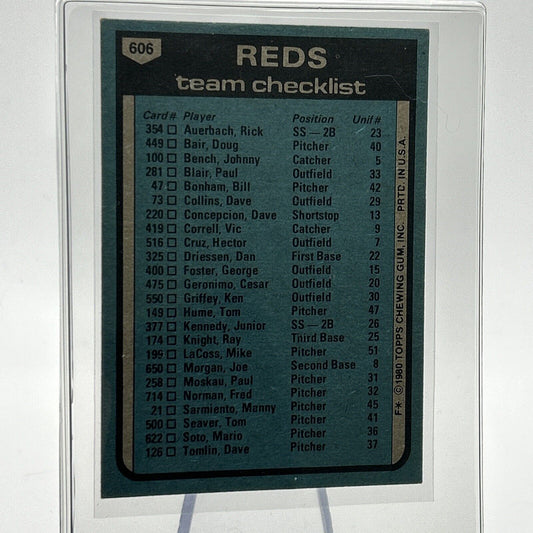 606
REDS
team checklist
Card # Player Position Unif #
354 Auerbach, Rick SS — 2B 23
449 Bair, Doug Pitcher 40
100 Bench, Johnny Catcher 5
281 Blair, Paul Outfield 33
47 Bonham, Bill Pitcher 42
73 Collins, Dave Outfield 29
220 Concepcion, Dave Shortstop 13
419 Correll, Vic Catcher 9
516 Cruz, Hector Outfield 7
325 Driessen, Dan First Base 22
400 Foster, George Outfield 15
475 Geronimo, Cesar Outfield 20
550 Griffey, Ken Outfield 30
149 Hume, Tom Pitcher 47
377 Kennedy, Junior SS — 2B 26
174 Knight, Ray Third Base 25
199 LaCoss, Mike Pitcher 51
650 Morgan, Joe Second Base 8
258 Moskau, Paul Pitcher 31
714 Norman, Fred Pitcher 32
21 Sarmiento, Manny Pitcher 45
500 Seaver, Tom Pitcher 41
622 Soto, Mario Pitcher 36
126 Tomlin, Dave Pitcher 37
F* ©1980 TOPPS CHEWING GUM, INC. PRTD. IN U.S.A.